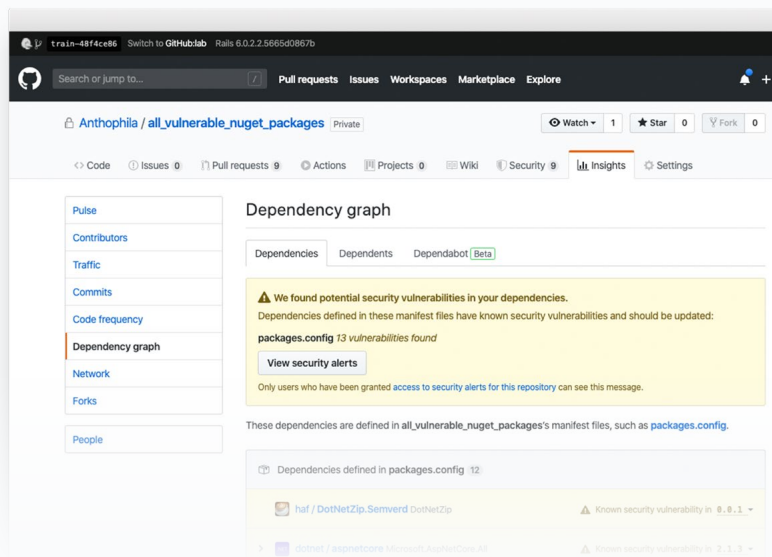 train-48f4ce86 Switch to GitHub:lab Rails 6.0.2.2.5665d0867b
Search or jump to... / Pull requests Issues Workspaces Marketplace Explore
Anthophila / all_vulnerable_nuget_packages Private Watch 1 Star 0 Fork 0
Code Issues 0 Pull requests 9 Actions Projects 0 Wiki Security 9 Insights Settings
Pulse
Contributors
Traffic
Commits
Code frequency
Dependency graph
Network
Forks
People
Dependency graph
Dependencies Dependents Dependabot Beta
We found potential security vulnerabilities in your dependencies.
Dependencies defined in these manifest files have known security vulnerabilities and should be updated:
packages.config 13 vulnerabilities found
View security alerts
Only users who have been granted access to security alerts for this repository can see this message.
These dependencies are defined in all_vulnerable_nuget_packages's manifest files, such as packages.config.
Dependencies defined in packages.config 12
haf / DotNetZip.Semverd DotNetZip Known security vulnerability in 0.0.1
dotnet / aspnetcore Microsoft.AspNetCore.All Known security vulnerability in 2.1.3